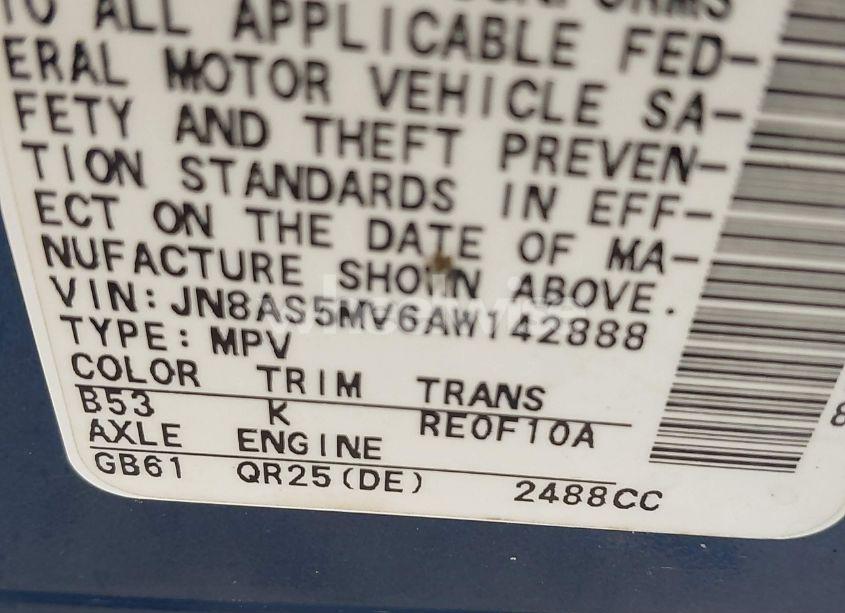 TO ALL APPLICABLE FED-
ERAL MOTOR VEHICLE SA-
FETY AND THEFT PREVEN-
TION STANDARDS IN EFF-
ECT ON THE DATE OF MA-
NUFACTURE SHOWN ABOVE.
VIN: JN8AS5MV6AW142888
TYPE: MPV
COLOR TRIM TRANS
B53 K RE0F10A
AXLE ENGINE
GB61 QR25(DE) 2488CC
8